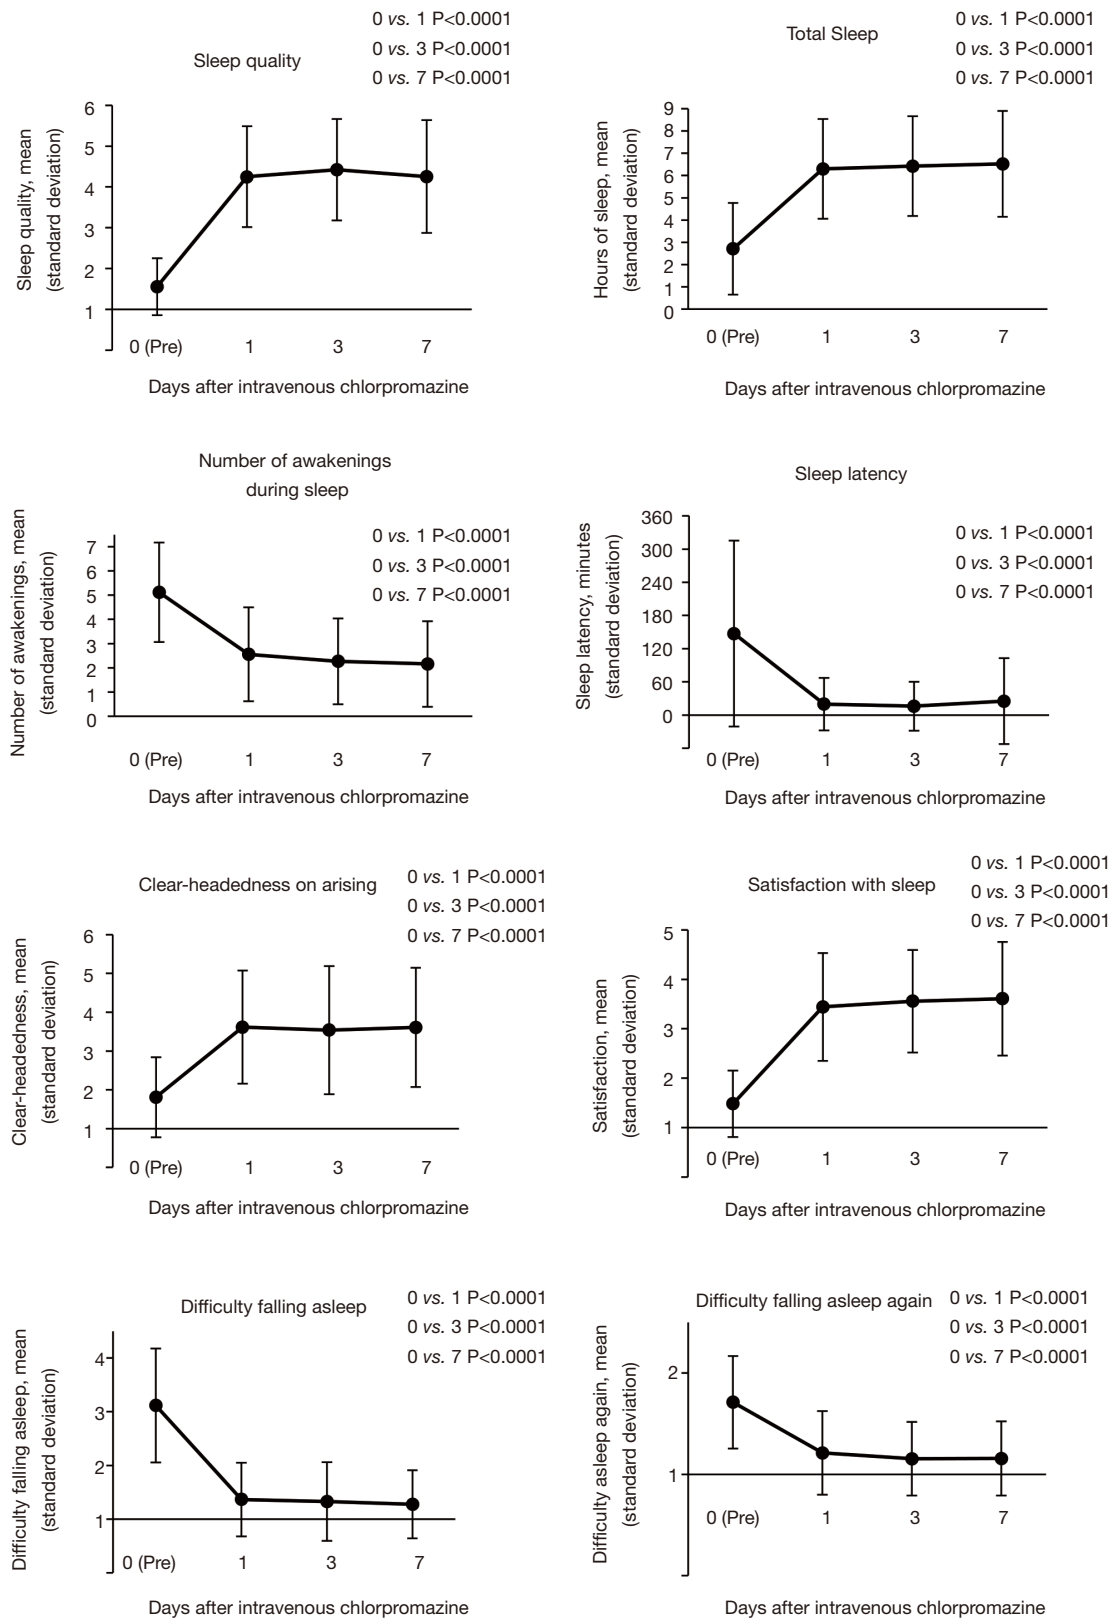 Sleep quality
0 vs. 1 P<0.0001
0 vs. 3 P<0.0001
0 vs. 7 P<0.0001
Sleep quality, mean
(standard deviation)
6
5
4
3
2
1
0 (Pre) 1 3 7
Days after intravenous chlorpromazine
Total Sleep
0 vs. 1 P<0.0001
0 vs. 3 P<0.0001
0 vs. 7 P<0.0001
Hours of sleep, mean
(standard deviation)
9
8
7
6
5
4
3
2
1
0
0 (Pre) 1 3 7
Days after intravenous chlorpromazine
Number of awakenings
during sleep
0 vs. 1 P<0.0001
0 vs. 3 P<0.0001
0 vs. 7 P<0.0001
Number of awakenings, mean
(standard deviation)
7
6
5
4
3
2
1
0
0 (Pre) 1 3 7
Days after intravenous chlorpromazine
Sleep latency
0 vs. 1 P<0.0001
0 vs. 3 P<0.0001
0 vs. 7 P<0.0001
Sleep latency, minutes
(standard deviation)
360
300
240
180
120
60
0
0 (Pre) 1 3 7
Days after intravenous chlorpromazine
Clear-headedness on arising
0 vs. 1 P<0.0001
0 vs. 3 P<0.0001
0 vs. 7 P<0.0001
Clear-headedness, mean
(standard deviation)
6
5
4
3
2
1
0 (Pre) 1 3 7
Days after intravenous chlorpromazine
Satisfaction with sleep
0 vs. 1 P<0.0001
0 vs. 3 P<0.0001
0 vs. 7 P<0.0001
Satisfaction, mean
(standard deviation)
5
4
3
2
1
0 (Pre) 1 3 7
Days after intravenous chlorpromazine
Difficulty falling asleep
0 vs. 1 P<0.0001
0 vs. 3 P<0.0001
0 vs. 7 P<0.0001
Difficulty falling asleep, mean
(standard deviation)
4
3
2
1
0 (Pre) 1 3 7
Days after intravenous chlorpromazine
Difficulty falling asleep again
0 vs. 1 P<0.0001
0 vs. 3 P<0.0001
0 vs. 7 P<0.0001
Difficulty asleep again, mean
(standard deviation)
2
1
0 (Pre) 1 3 7
Days after intravenous chlorpromazine